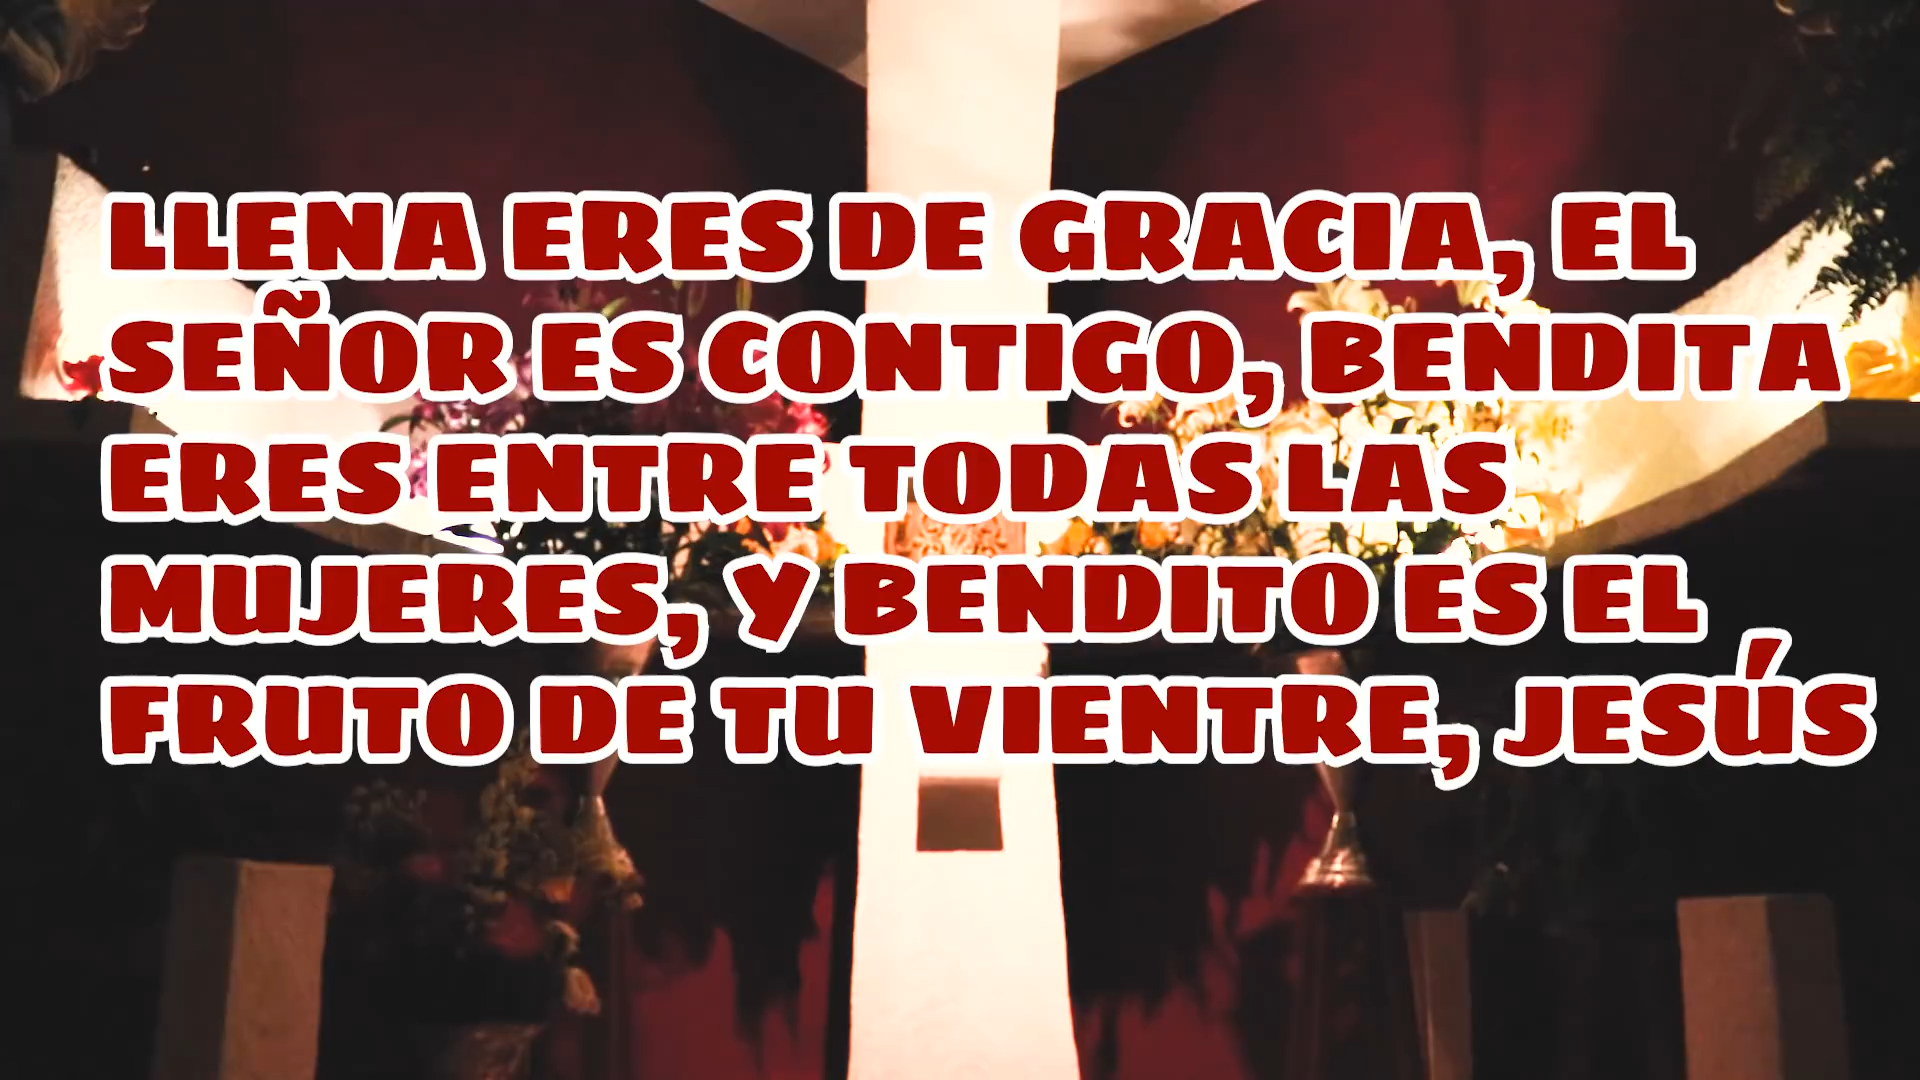 LLENA ERES DE GRACIA, EL
SEÑOR ES CONTIGO, BENDITA
ERES ENTRE TODAS LAS
MUJERES, Y BENDITO ES EL
FRUTO DE TU VIENTRE, JESÚS